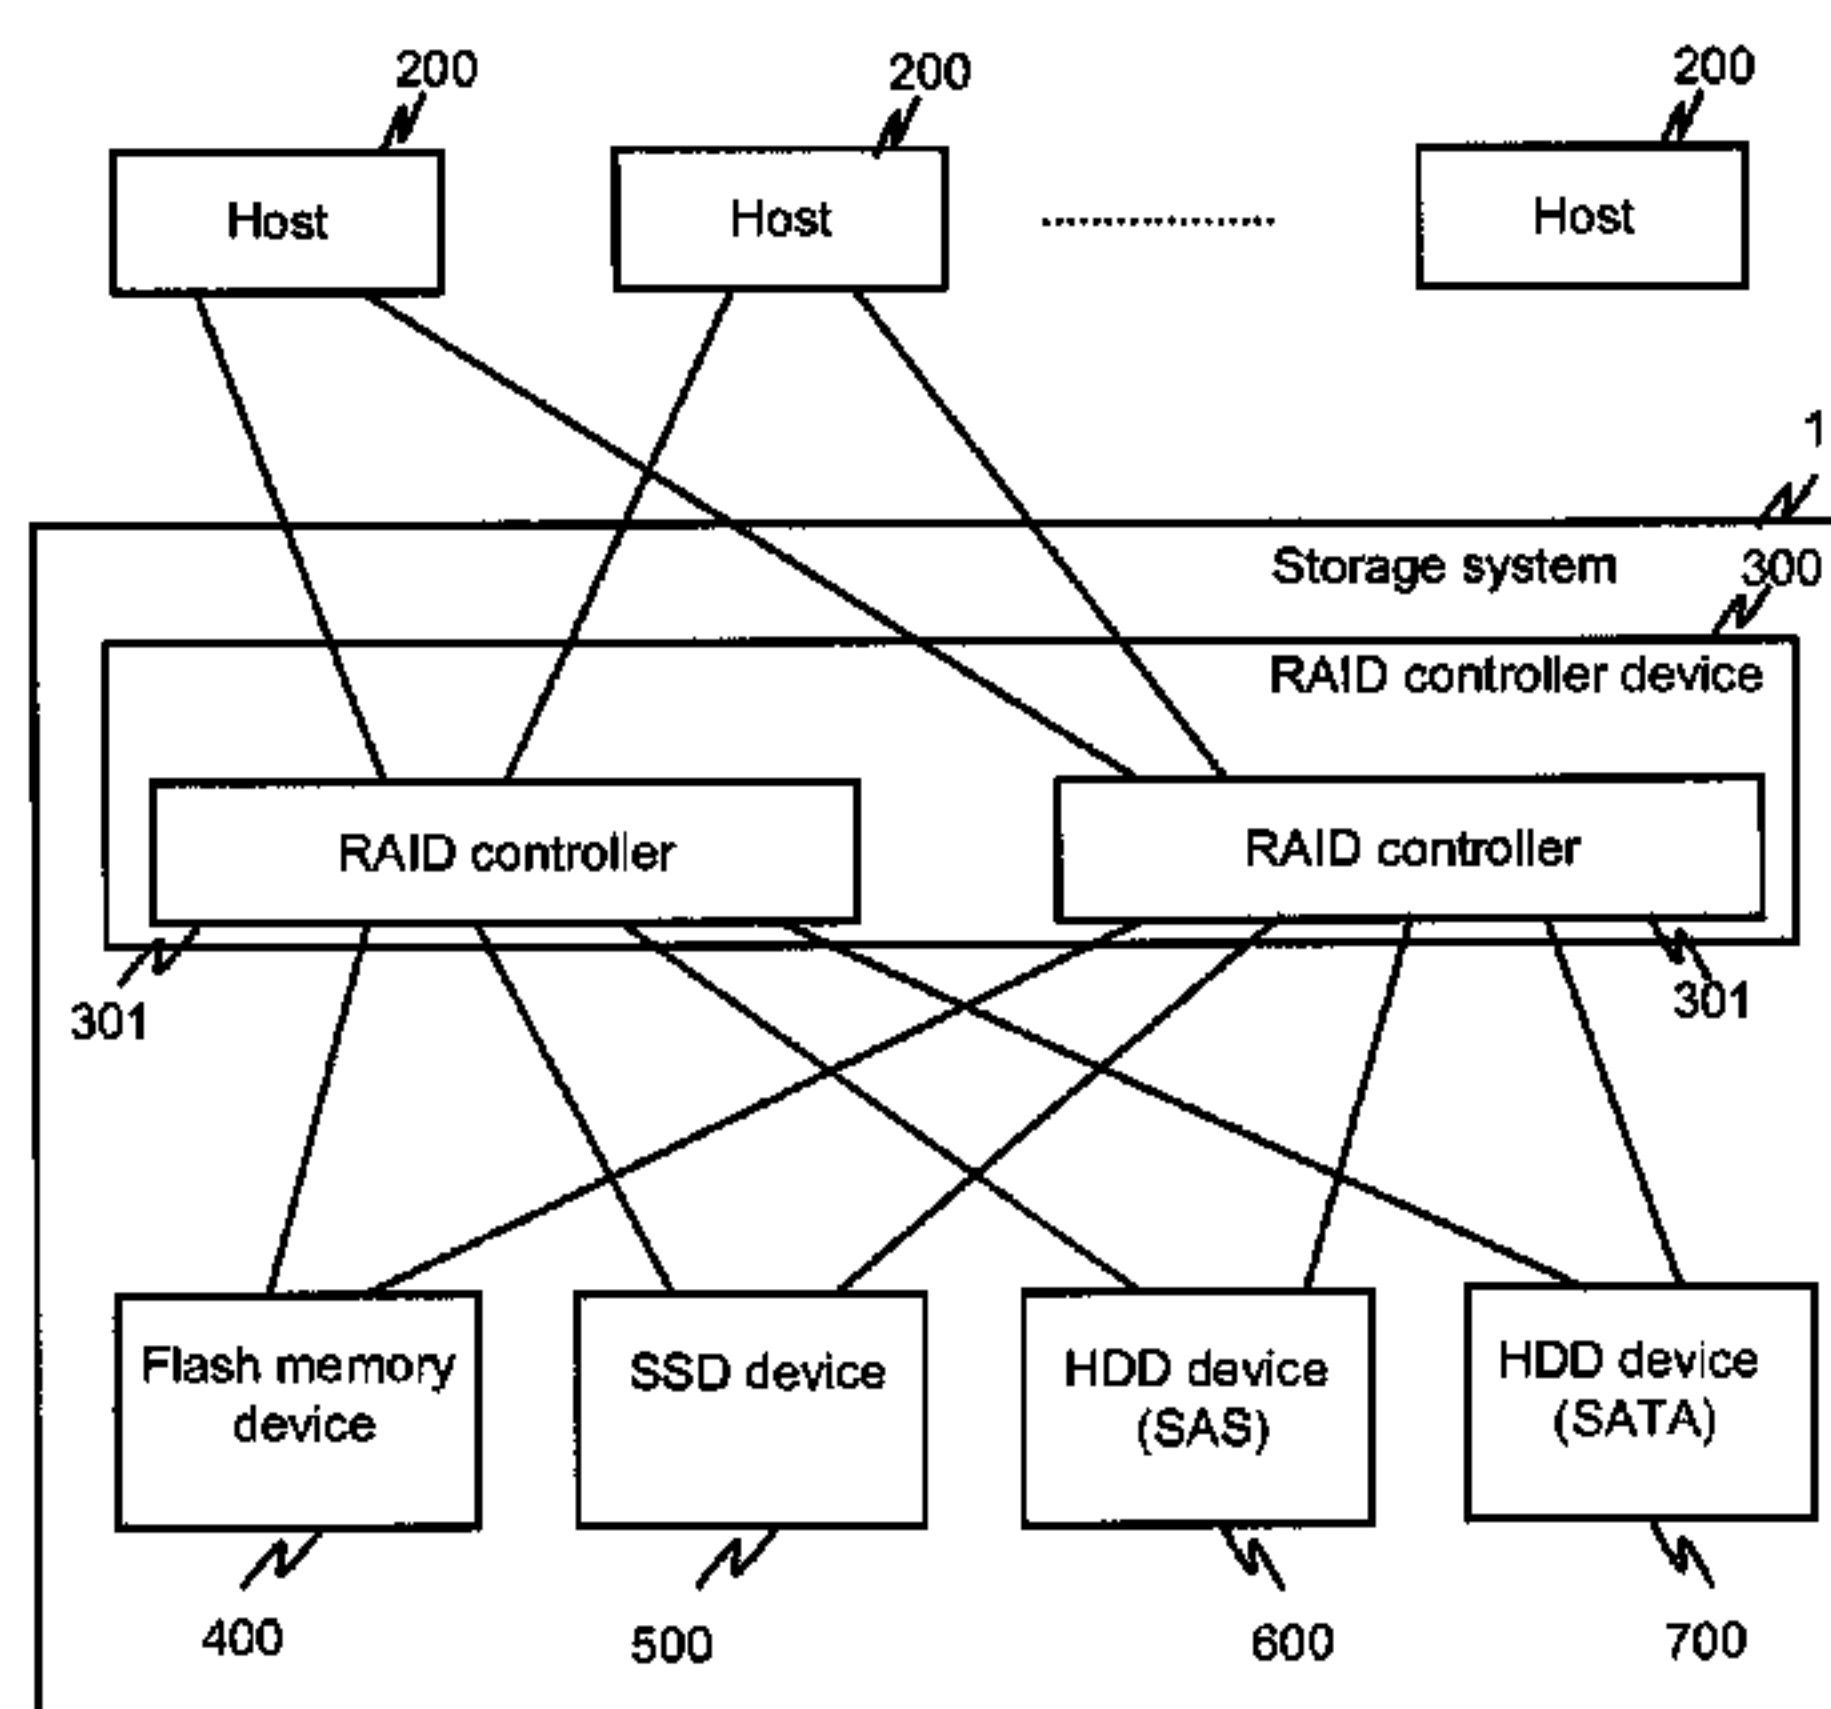 200
200
200
Host
Host
Host
1
Storage system
300
RAID controller device
RAID controller
RAID controller
301
301
Flash memory
device
SSD device
HDD device
(SAS)
HDD device
(SATA)
400
500
600
700